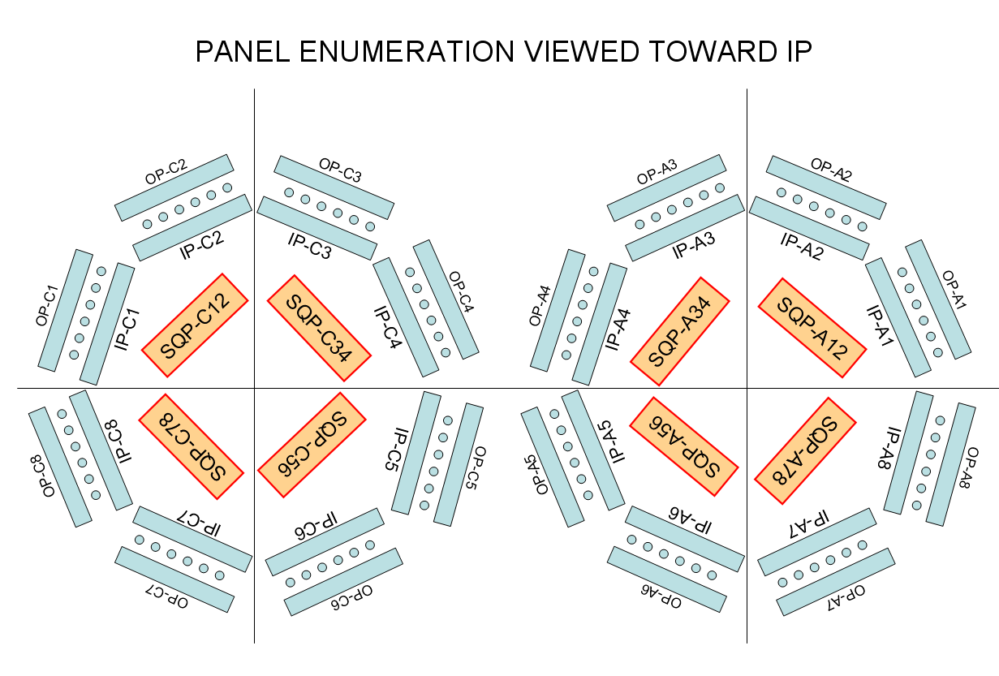 PANEL ENUMERATION VIEWED TOWARD IP
OP-C2
OP-C3
IP-C2
IP-C3
OP-C1
IP-C1
SQP-C12
SQP-C34
IP-C4
OP-C4
OP-C8
IP-C8
SQP-C78
SQP-C56
IP-C5
OP-C5
IP-C7
IP-C6
OP-C7
OP-C6
OP-A3
OP-A2
IP-A3
IP-A2
OP-A4
IP-A4
SQP-A34
SQP-A12
IP-A1
OP-A1
OP-A5
IP-A5
SQP-A56
SQP-A78
IP-A8
OP-A8
IP-A6
IP-A7
OP-A6
OP-A7